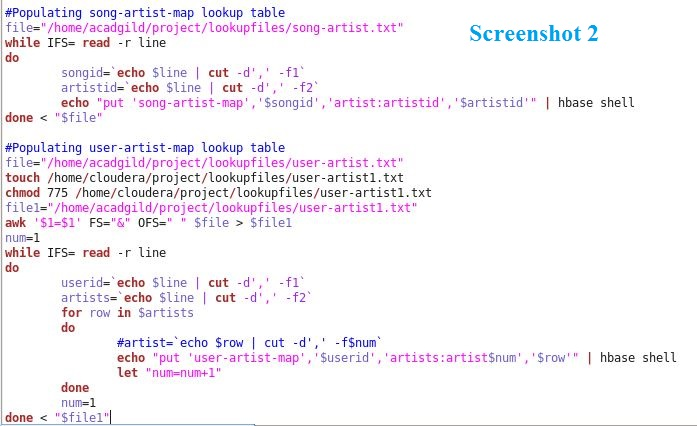 #Populating song-artist-map lookup table
file="/home/acadgild/project/lookupfiles/song-artist.txt"
Screenshot 2
while IFS= read -r line
do
songid=`echo $line | cut -d',' -f1`
artistid=`echo $line | cut -d',' -f2`
echo "put 'song-artist-map','$songid','artist:artistid','$artistid'" | hbase shell
done < "$file"
#Populating user-artist-map lookup table
file="/home/acadgild/project/lookupfiles/user-artist.txt"
touch /home/cloudera/project/lookupfiles/user-artist1.txt
chmod 775 /home/cloudera/project/lookupfiles/user-artist1.txt
file1="/home/acadgild/project/lookupfiles/user-artist1.txt"
awk '$1=$1' FS="&" OFS=" " $file > $file1
num=1
while IFS= read -r line
do
userid=`echo $line | cut -d',' -f1`
artists=`echo $line | cut -d',' -f2`
for row in $artists
do
#artist=`echo $row | cut -d',' -f$num`
echo "put 'user-artist-map','$userid','artists:artist$num','$row'" | hbase shell
let "num=num+1"
done
num=1
done < "$file1"